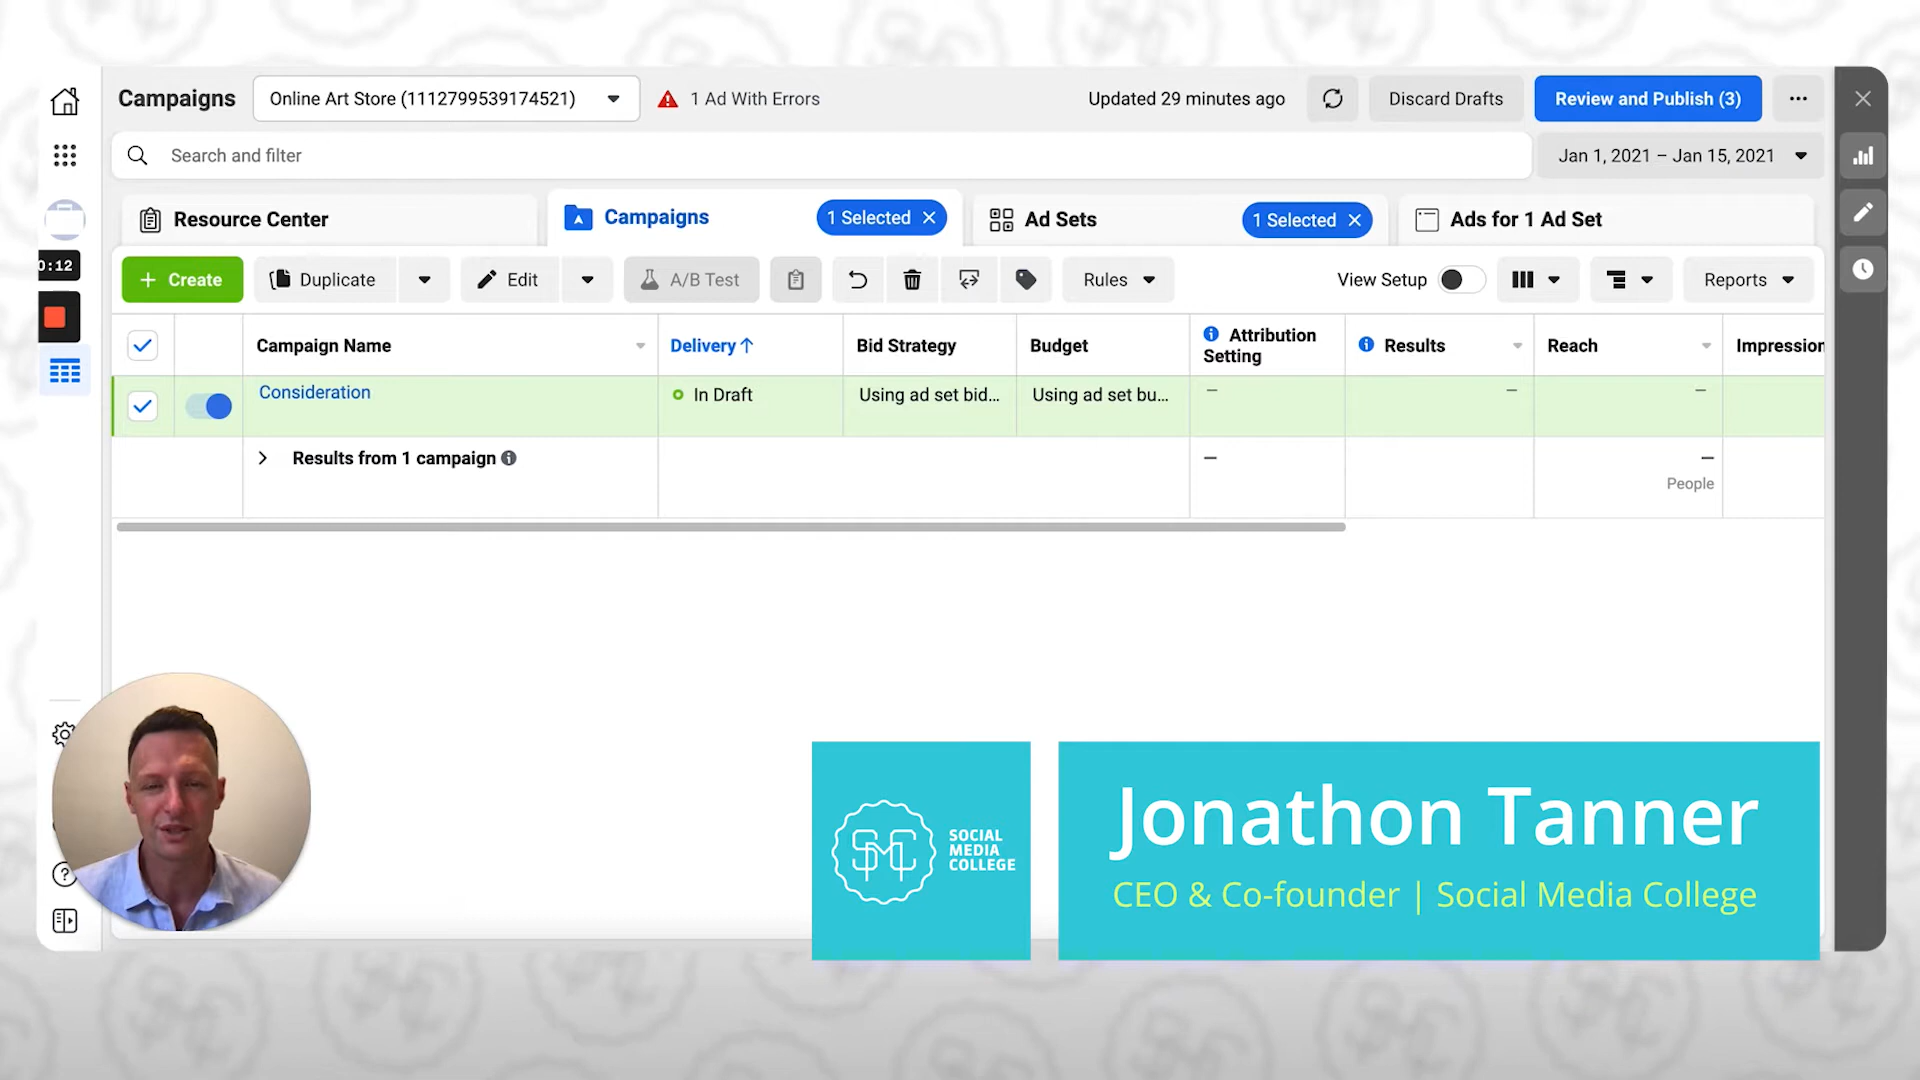 Campaigns
Online Art Store (1112799539174521)
1 Ad With Errors
Updated 29 minutes ago
Discard Drafts
Review and Publish (3)
Search and filter
Jan 1, 2021 – Jan 15, 2021
Resource Center
Campaigns
1 Selected
Ad Sets
1 Selected
Ads for 1 Ad Set
0:12
+ Create
Duplicate
Edit
A/B Test
Rules
View Setup
Reports
Campaign Name
Delivery↑
Bid Strategy
Budget
Attribution
Setting
Results
Reach
Impression
Consideration
In Draft
Using ad set bid...
Using ad set bu...
–
–
–
Results from 1 campaign
–
–
People
SMC
SOCIAL
MEDIA
COLLEGE
Jonathon Tanner
CEO & Co-founder | Social Media College